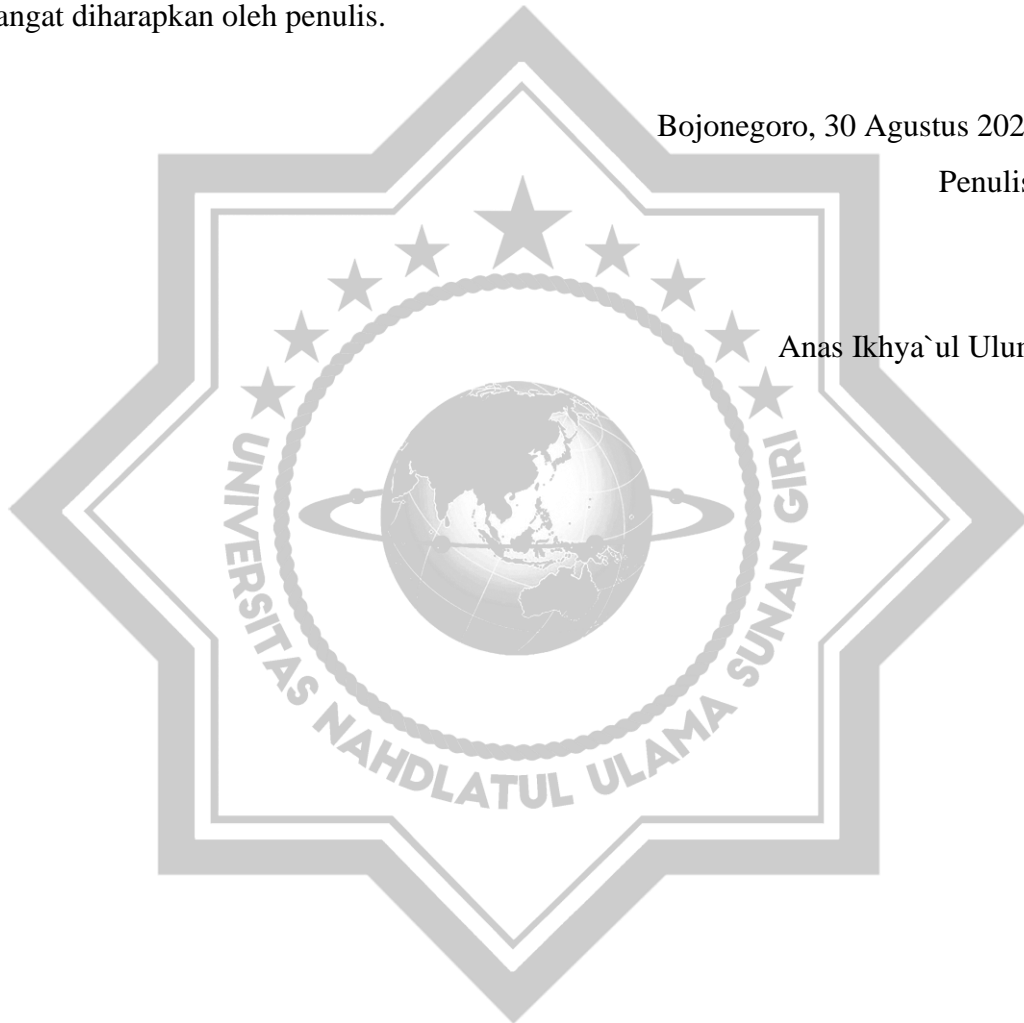 angat diharapkan oleh penulis.
Bojonegoro, 30 Agustus 202
Penulis
Anas Ikhya`ul Ulum
UNIVERSITAS NAHDLATUL ULAMA SUNAN GIRI